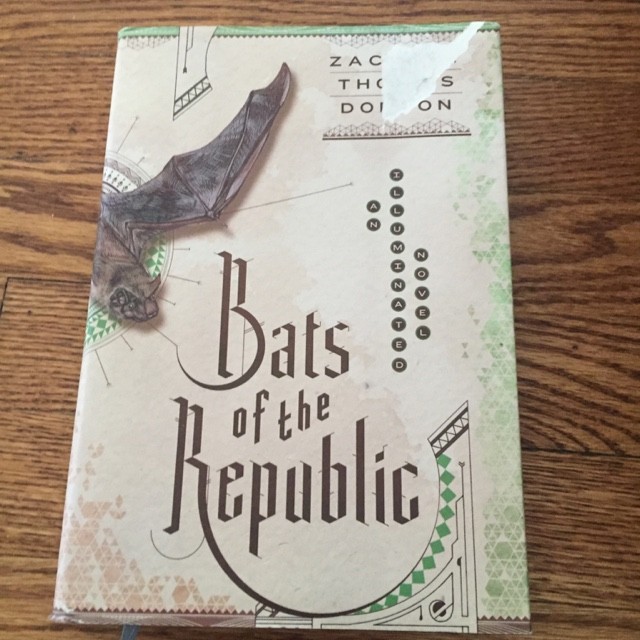 AN
ILLUMINATED
NOVEL
Bats
of the
Republic